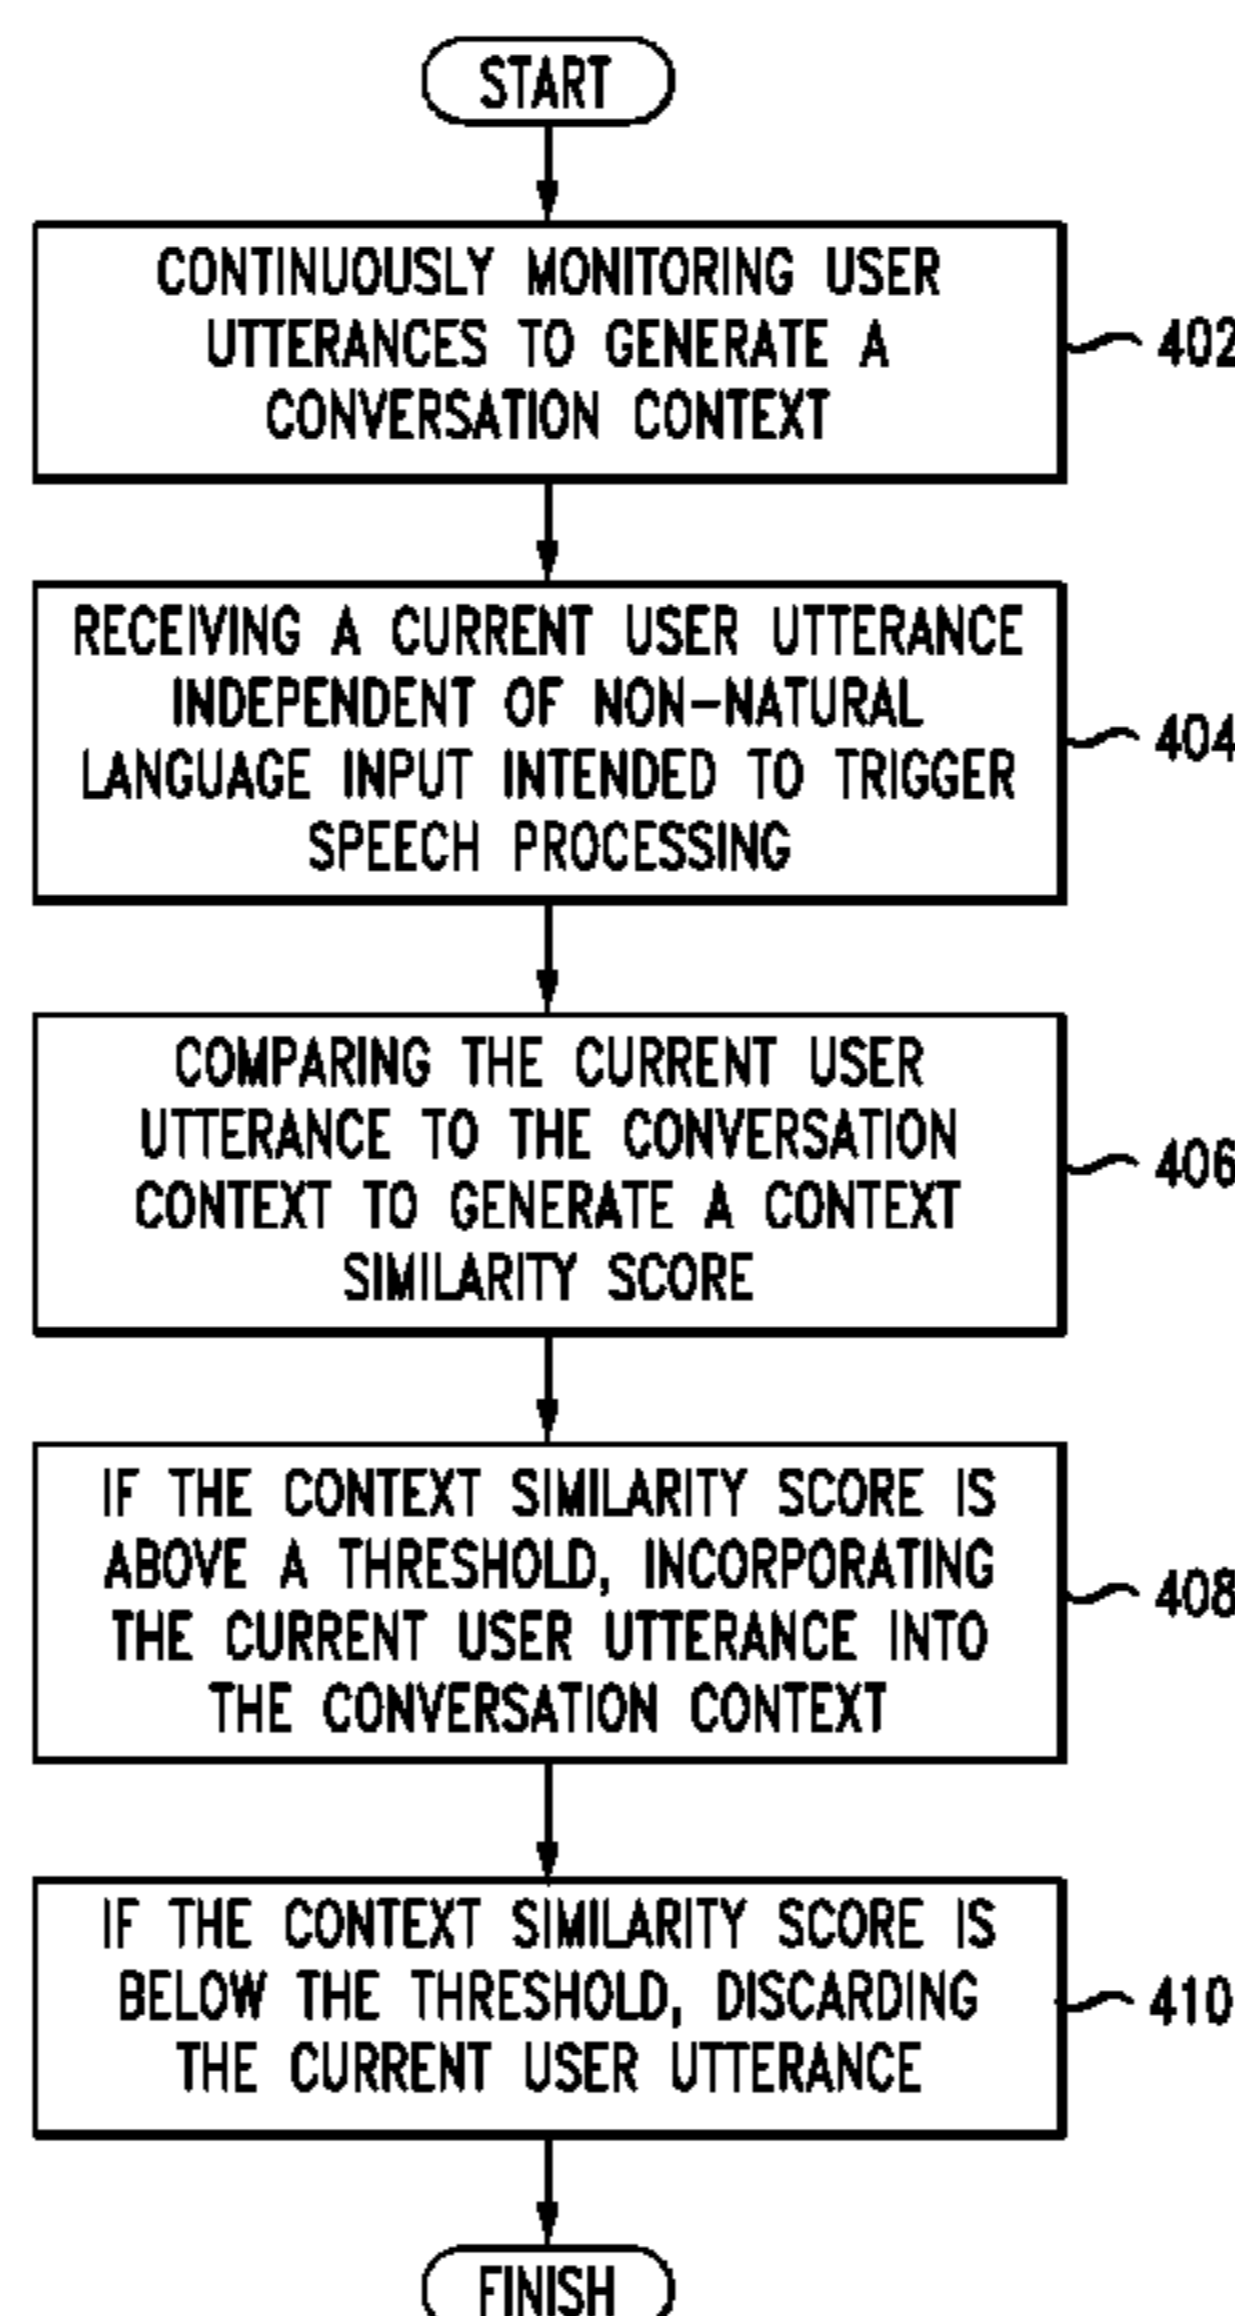 START
CONTINUOUSLY MONITORING USER
UTTERANCES TO GENERATE A
CONVERSATION CONTEXT
402
RECEIVING A CURRENT USER UTTERANCE
INDEPENDENT OF NON-NATURAL
LANGUAGE INPUT INTENDED TO TRIGGER
SPEECH PROCESSING
404
COMPARING THE CURRENT USER
UTTERANCE TO THE CONVERSATION
CONTEXT TO GENERATE A CONTEXT
SIMILARITY SCORE
406
IF THE CONTEXT SIMILARITY SCORE IS
ABOVE A THRESHOLD, INCORPORATING
THE CURRENT USER UTTERANCE INTO
THE CONVERSATION CONTEXT
408
IF THE CONTEXT SIMILARITY SCORE IS
BELOW THE THRESHOLD, DISCARDING
THE CURRENT USER UTTERANCE
410
FINISH